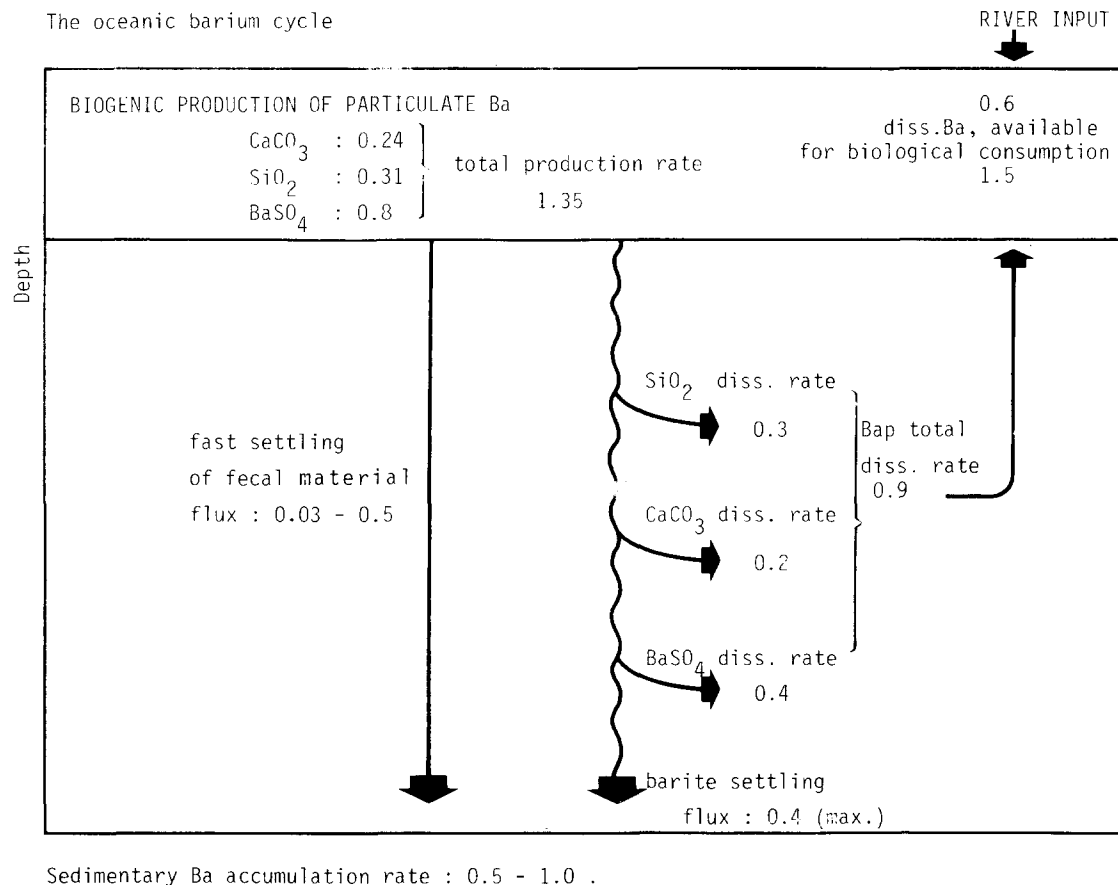 The oceanic barium cycle
RIVER INPUT
BIOGENIC PRODUCTION OF PARTICULATE Ba
CaCO3 : 0.24
SiO2 : 0.31
BaSO4 : 0.8
total production rate
1.35
0.6
diss.Ba, available
for biological consumption
1.5
Depth
fast settling
of fecal material
flux : 0.03 - 0.5
SiO2 diss. rate
0.3
CaCO3 diss. rate
0.2
BaSO4 diss. rate
0.4
Bap total
diss. rate
0.9
barite settling
flux : 0.4 (max.)
Sedimentary Ba accumulation rate : 0.5 - 1.0 .